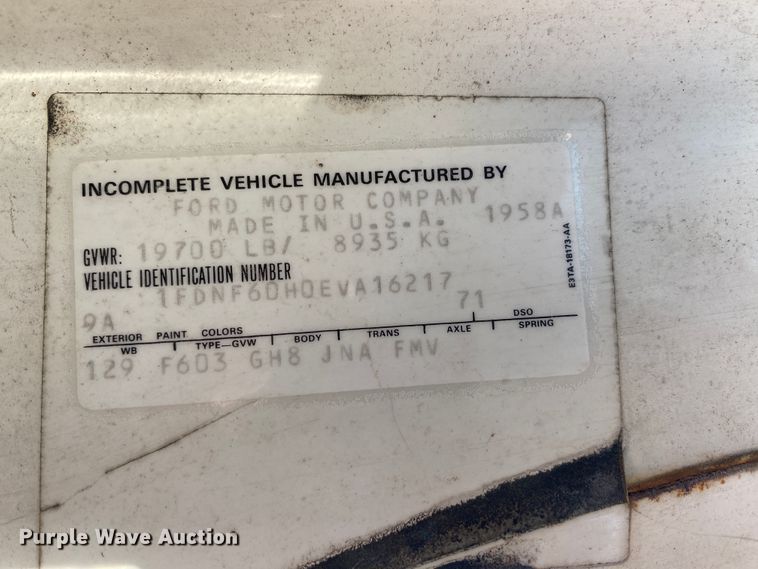 INCOMPLETE VEHICLE MANUFACTURED BY
FORD MOTOR COMPANY
MADE IN U.S.A. 1958A
GVWR: 19700 LB/ 8935 KG
VEHICLE IDENTIFICATION NUMBER
1FDNF60H0EVA16217
9A 71
EXTERIOR PAINT COLORS DSO
WB TYPE—GVW BODY TRANS AXLE SPRING
129 F603 GH8 JNA FMV
E3TA-1B173-AA
Purple Wave Auction